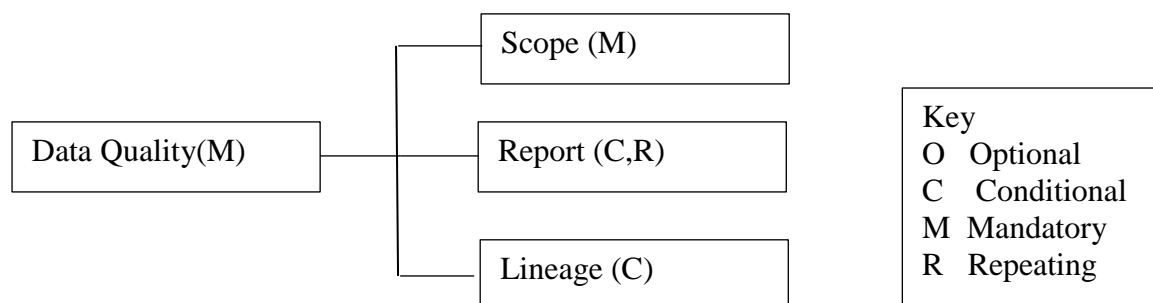 Scope (M)
Data Quality(M)
Report (C,R)
Lineage (C)
Key
O Optional
C Conditional
M Mandatory
R Repeating